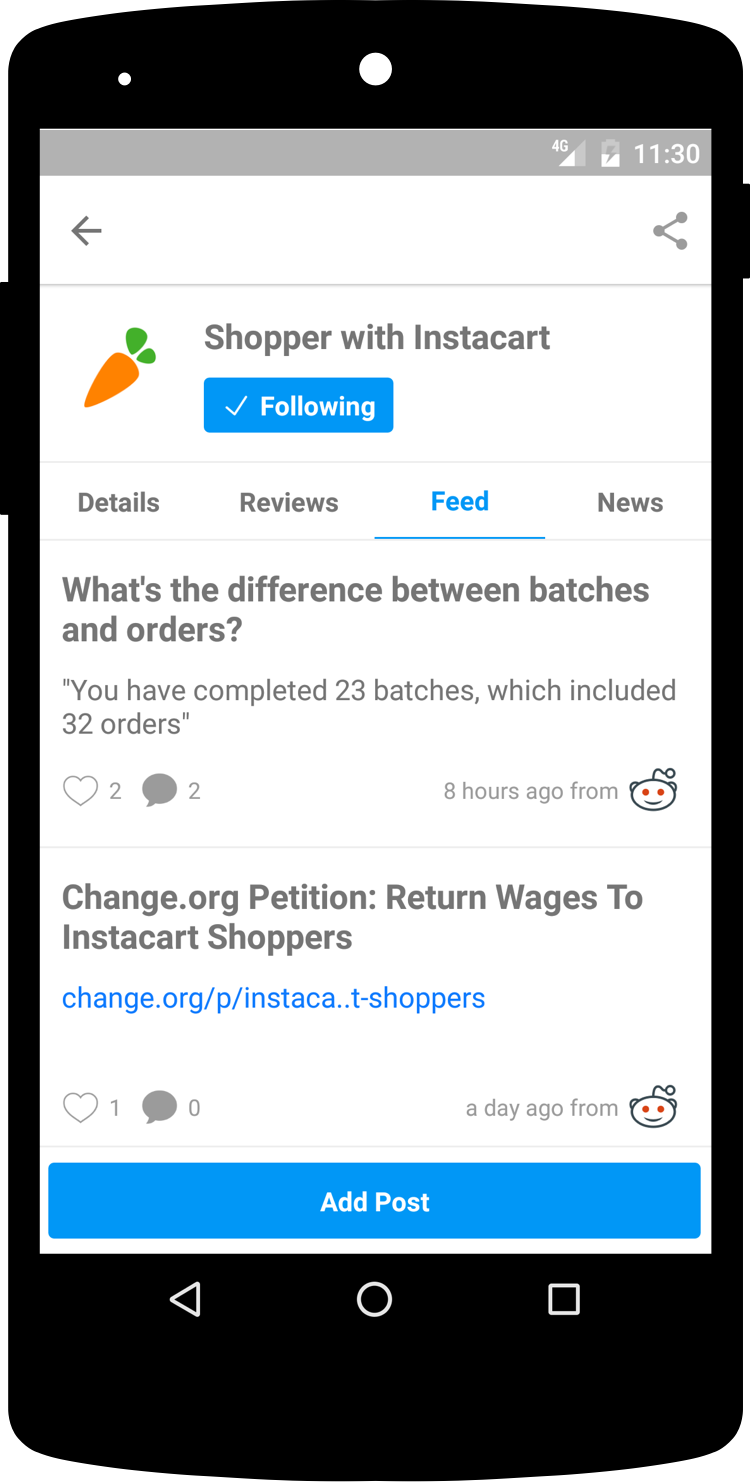 4G 11:30
Shopper with Instacart
Following
Details Reviews Feed News
What's the difference between batches
and orders?
"You have completed 23 batches, which included
32 orders"
2 2 8 hours ago from
Change.org Petition: Return Wages To
Instacart Shoppers
change.org/p/instaca..t-shoppers
1 0 a day ago from
Add Post